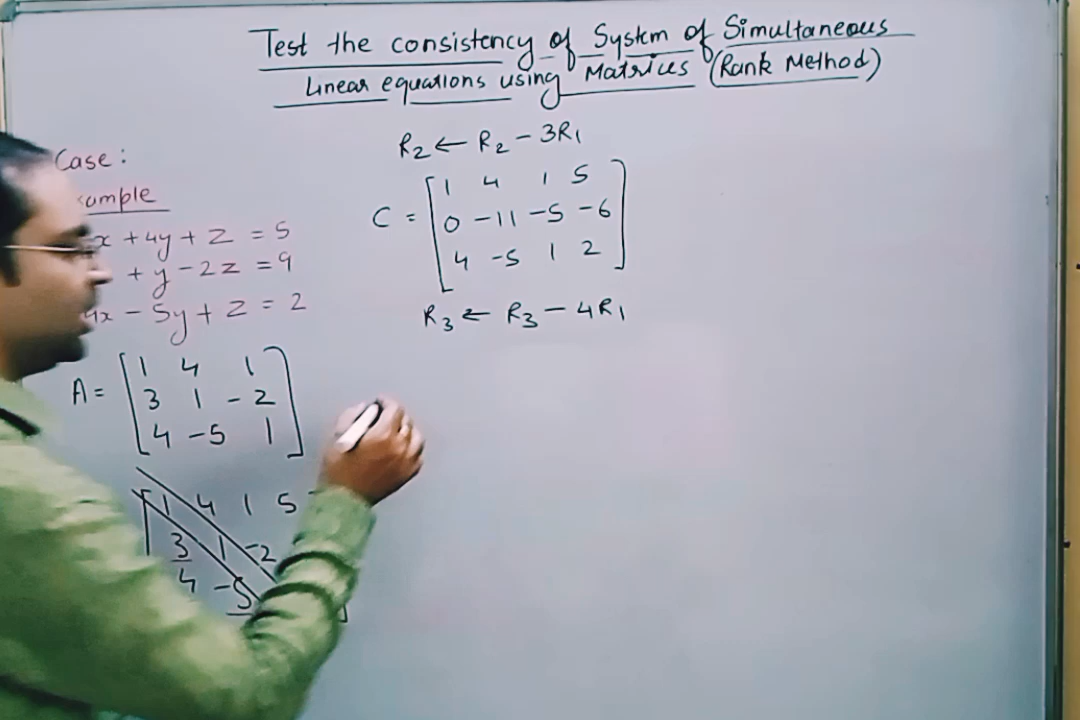 Test the consistency of System of Simultaneous
Linear equations using Matrices (Rank Method)
Case:
x + 4y + z = 5
+ y - 2z = 9
4x - 5y + z = 2
A = [1 4 1
3 1 -2
4 -5 1]
[1 4 1 5
3 1 -2
4 -5
R₂ ← R₂ - 3R₁
C = [1 4 1 5
0 -11 -5 -6
4 -5 1 2]
R₃ ← R₃ - 4R₁